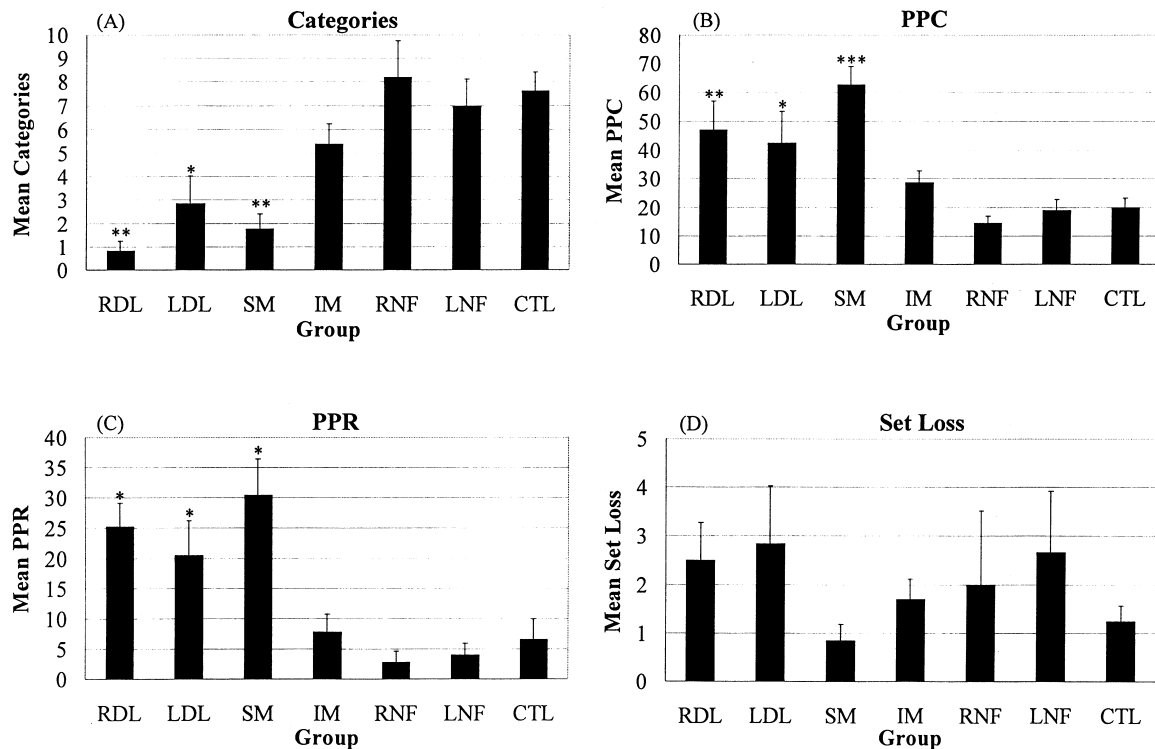 (A) Categories
Mean Categories
10
9
8
7
6
5
4
3
2
1
0
**
*
**
RDL LDL SM IM RNF LNF CTL
Group
(B) PPC
Mean PPC
80
70
60
50
40
30
20
10
0
**
*
***
RDL LDL SM IM RNF LNF CTL
Group
(C) PPR
Mean PPR
40
35
30
25
20
15
10
5
0
*
*
*
RDL LDL SM IM RNF LNF CTL
Group
(D) Set Loss
Mean Set Loss
5
4
3
2
1
0
RDL LDL SM IM RNF LNF CTL
Group